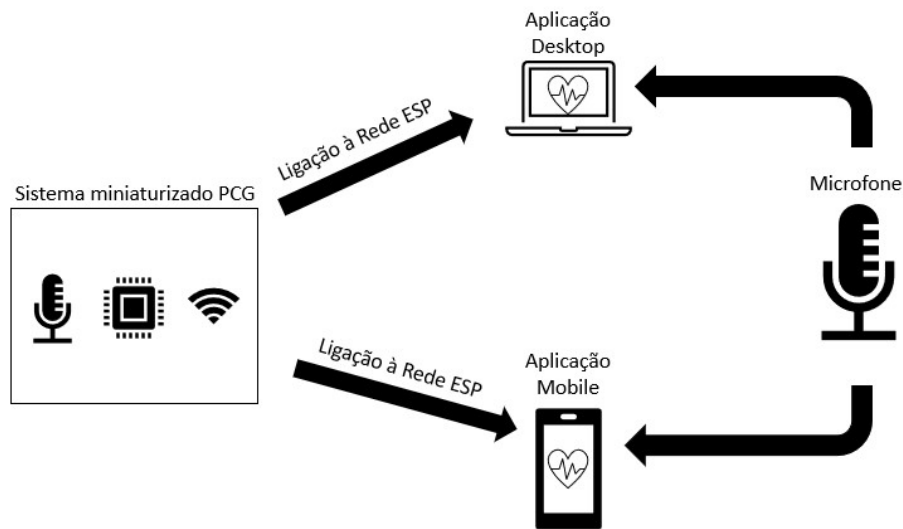 Aplicação
Desktop
Ligação à Rede ESP
Sistema miniaturizado PCG
Microfone
Ligação à Rede ESP
Aplicação
Mobile